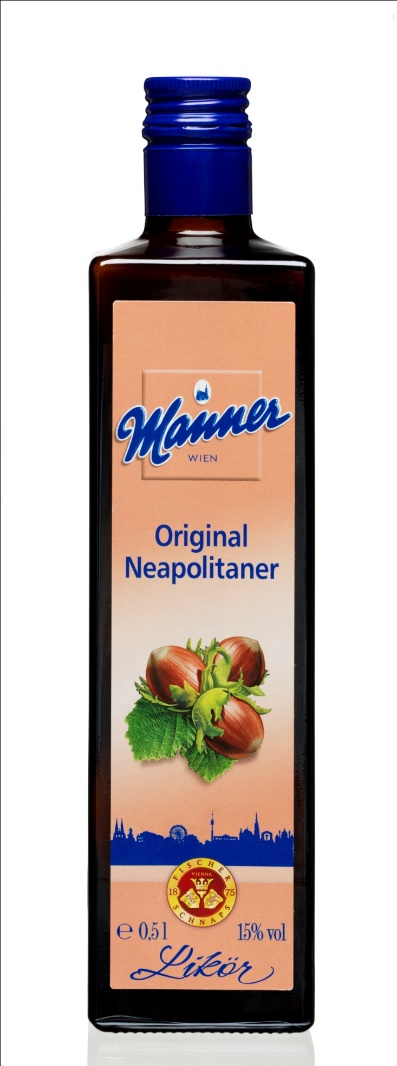 Manner
WIEN
Original
Neapolitaner
FISCHER
VIENNA
18 75
SCHNAPS
℮ 0,5 l 15% vol
Likör